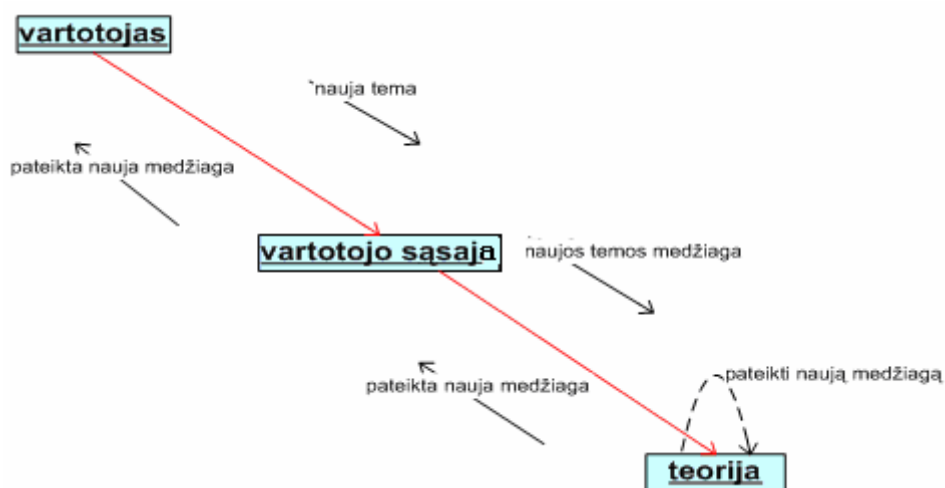 vartotojas
nauja tema
pateikta nauja medžiaga
vartotojo sąsaja
naujos temos medžiaga
pateikta nauja medžiaga
pateikti naują medžiagą
teorija